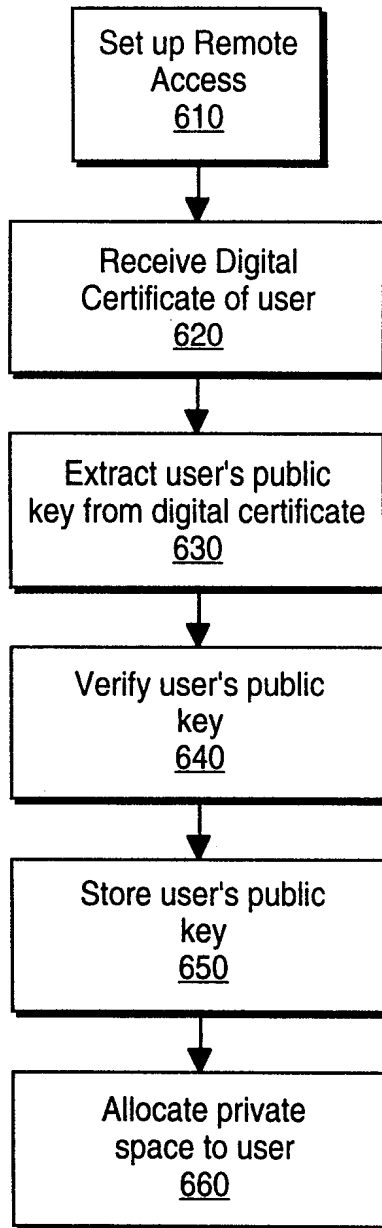 Set up Remote
Access
610
Receive Digital
Certificate of user
620
Extract user's public
key from digital certificate
630
Verify user's public
key
640
Store user's public
key
650
Allocate private
space to user
660